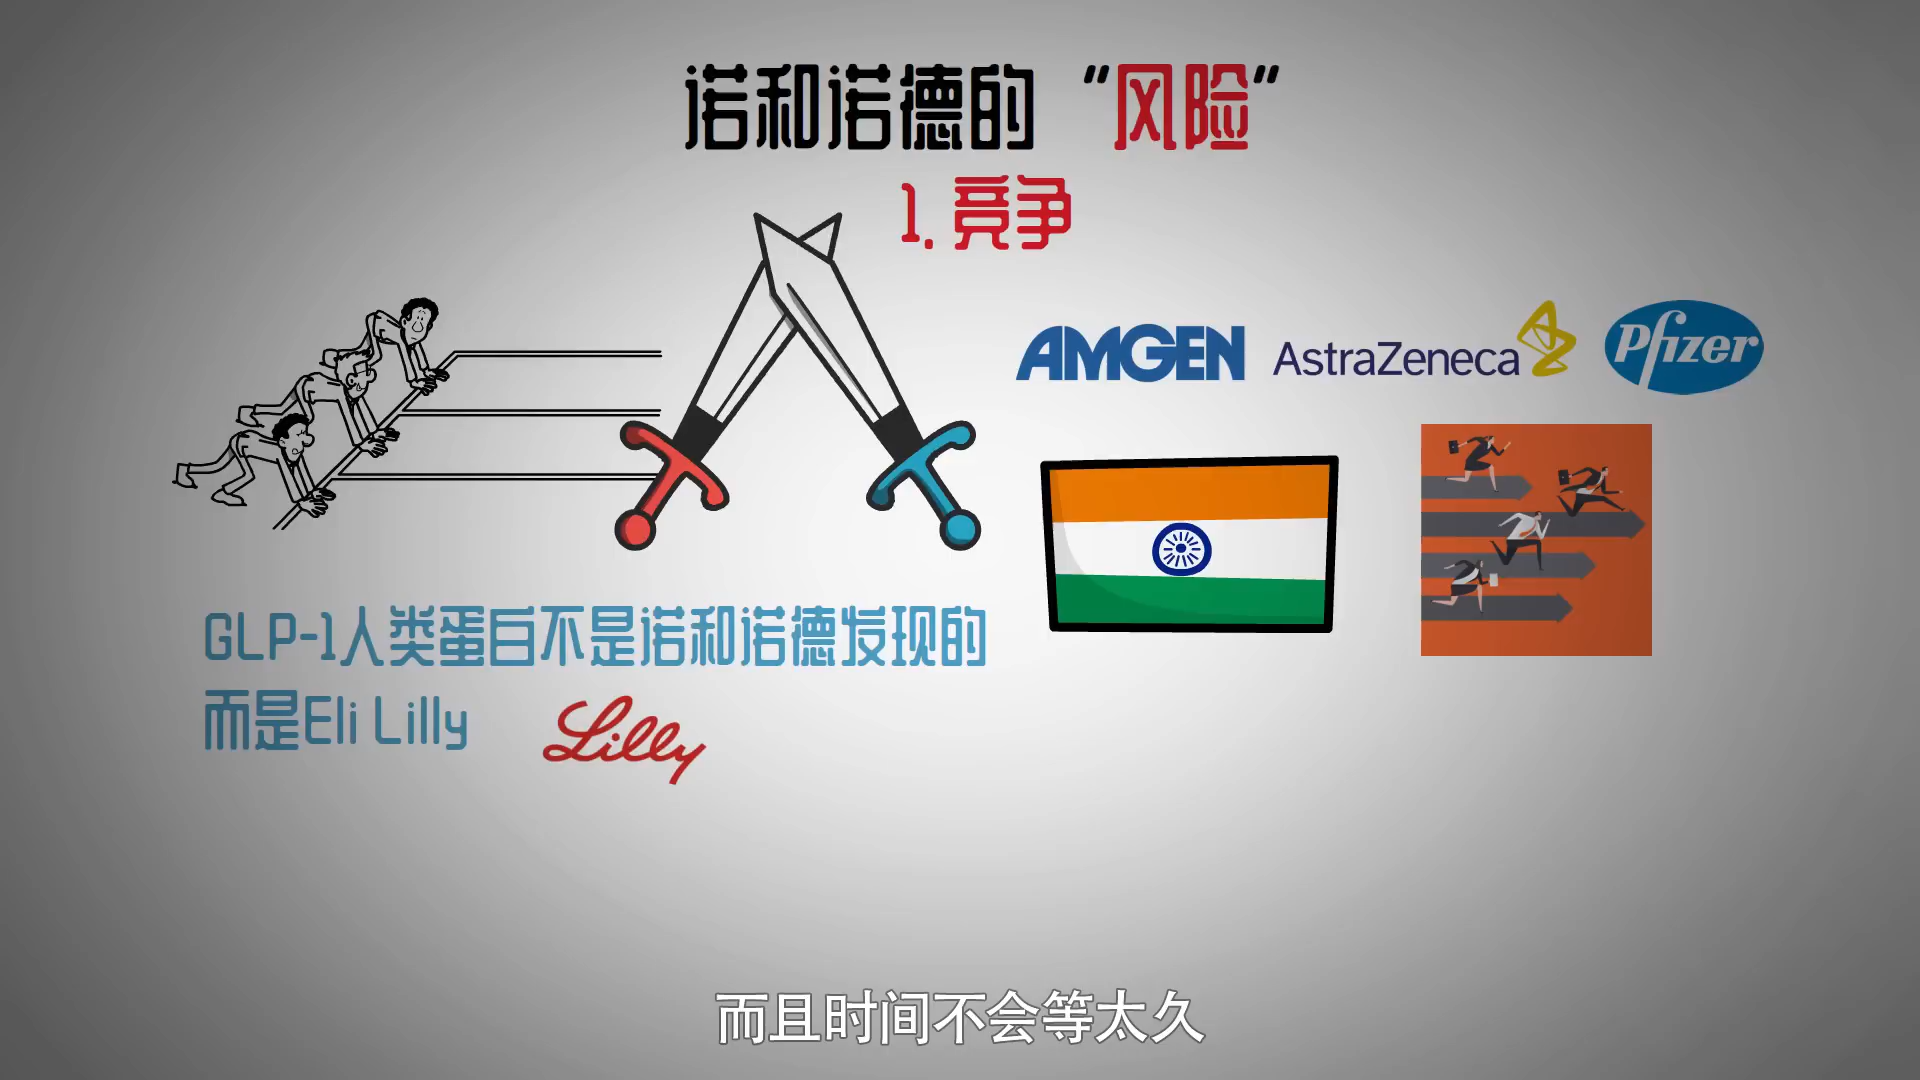 诺和诺德的“风险”
1. 竞争
AMGEN AstraZeneca Pfizer
GLP-1人类蛋白不是诺和诺德发现的
而是Eli Lilly Lilly
而且时间不会等太久